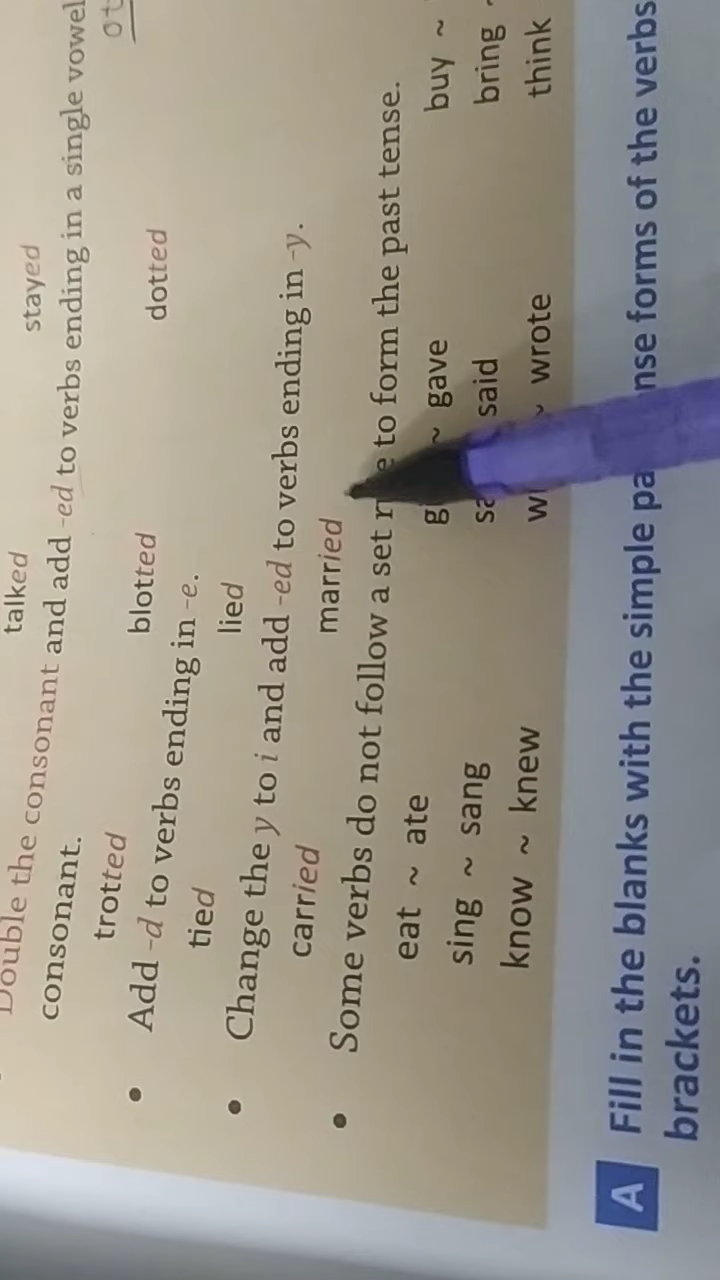 talked stayed
Double the consonant and add -ed to verbs ending in a single vowel
consonant.
trotted blotted dotted
• Add -d to verbs ending in -e.
tied lied
• Change the y to i and add -ed to verbs ending in -y.
carried married
• Some verbs do not follow a set to form the past tense.
eat ~ ate ~ gave buy ~
sing ~ sang said bring
know ~ knew ~ wrote think
A Fill in the blanks with the simple forms of the verbs
brackets.